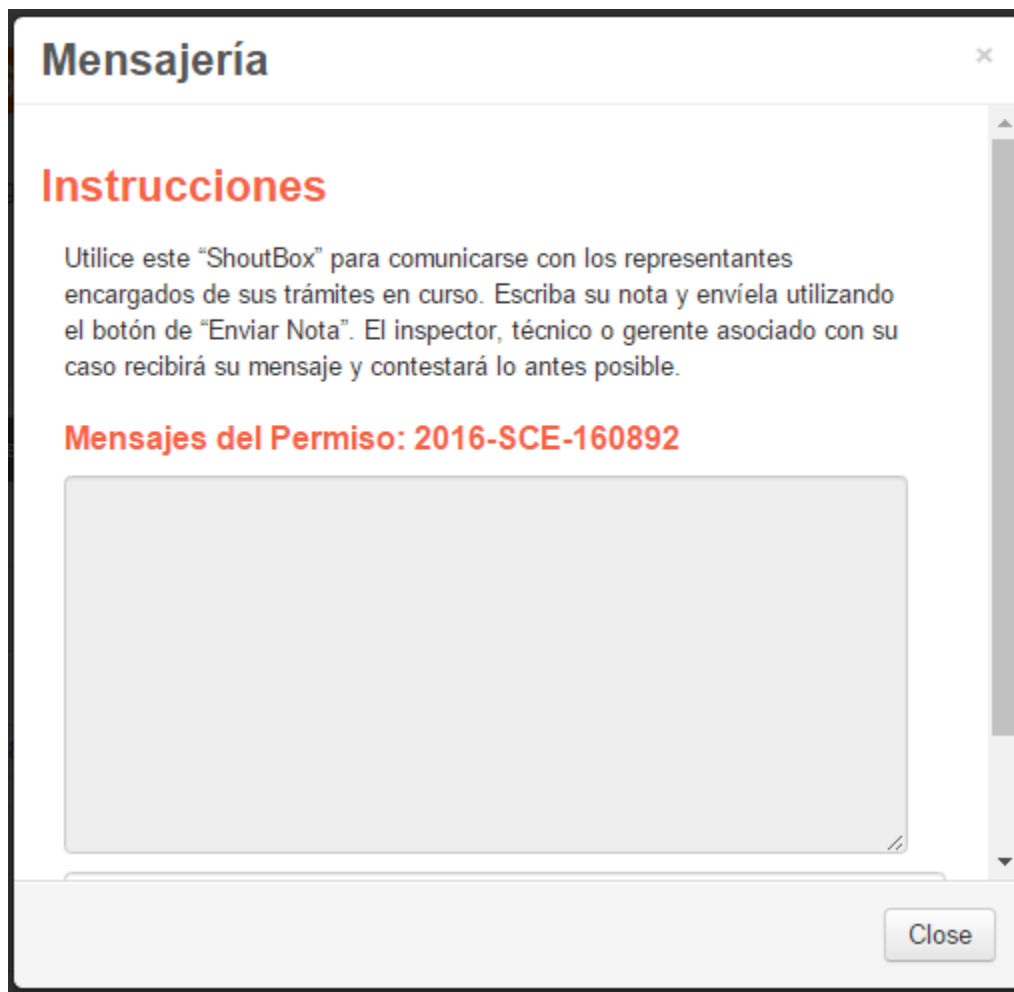 Mensajería
×
Instrucciones
Utilice este “ShoutBox” para comunicarse con los representantes
encargados de sus trámites en curso. Escriba su nota y envíela utilizando
el botón de “Enviar Nota”. El inspector, técnico o gerente asociado con su
caso recibirá su mensaje y contestará lo antes posible.
Mensajes del Permiso: 2016-SCE-160892
Close